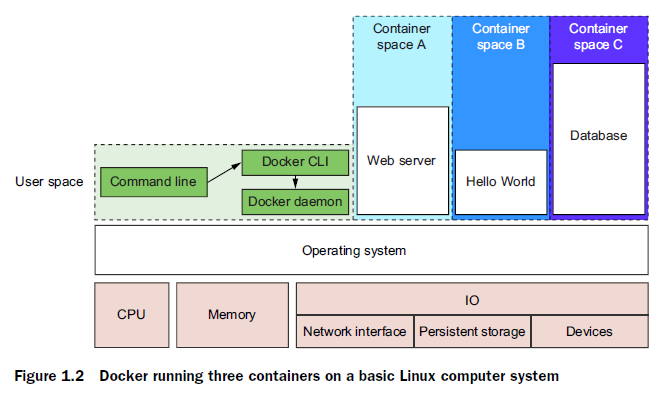 Container
space A
Container
space B
Container
space C
Database
Web server
Docker CLI
User space
Command line
Hello World
Docker daemon
Operating system
CPU
Memory
IO
Network interface
Persistent storage
Devices
Figure 1.2 Docker running three containers on a basic Linux computer system